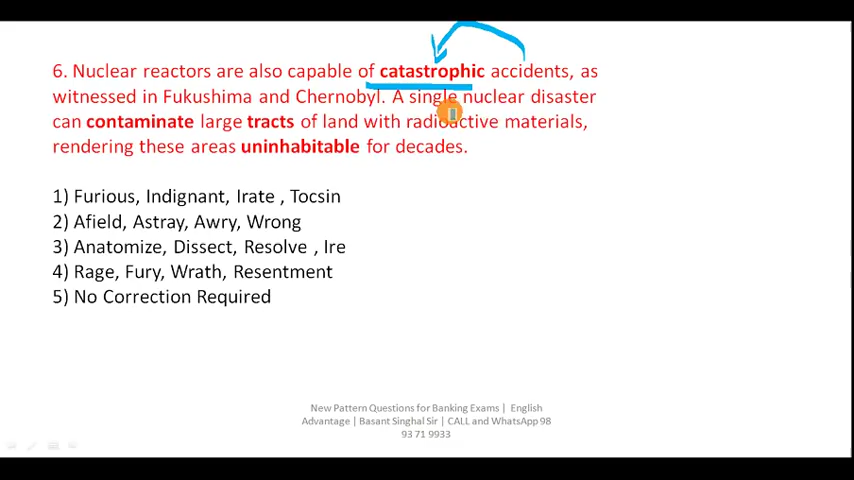 6. Nuclear reactors are also capable of catastrophic accidents, as
witnessed in Fukushima and Chernobyl. A single nuclear disaster
can contaminate large tracts of land with radioactive materials,
rendering these areas uninhabitable for decades.
1) Furious, Indignant, Irate , Tocsin
2) Afield, Astray, Awry, Wrong
3) Anatomize, Dissect, Resolve , Ire
4) Rage, Fury, Wrath, Resentment
5) No Correction Required
New Pattern Questions for Banking Exams | English
Advantage | Basant Singhal Sir | CALL and WhatsApp 98
93 71 9933